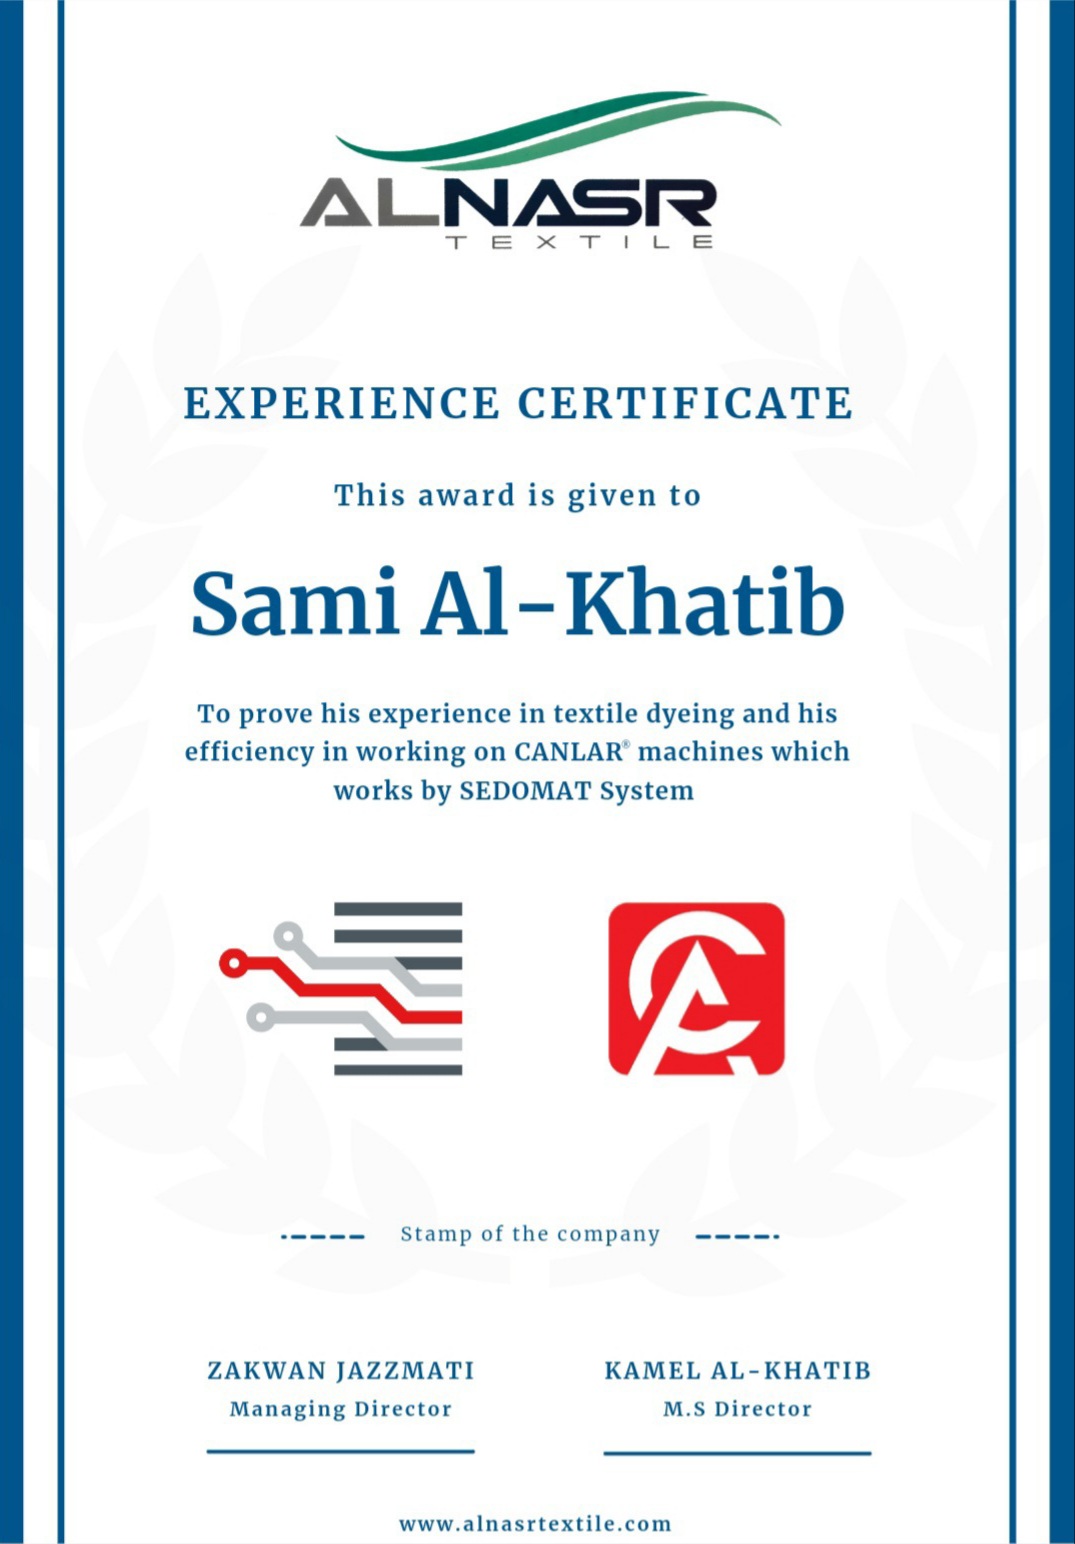 ALNASR
TEXTILE
EXPERIENCE CERTIFICATE
This award is given to
Sami Al-Khatib
To prove his experience in textile dyeing and his
efficiency in working on CANLAR® machines which
works by SEDOMAT System
Stamp of the company
ZAKWAN JAZZMATI
Managing Director
KAMEL AL-KHATIB
M.S Director
www.alnasrtextile.com